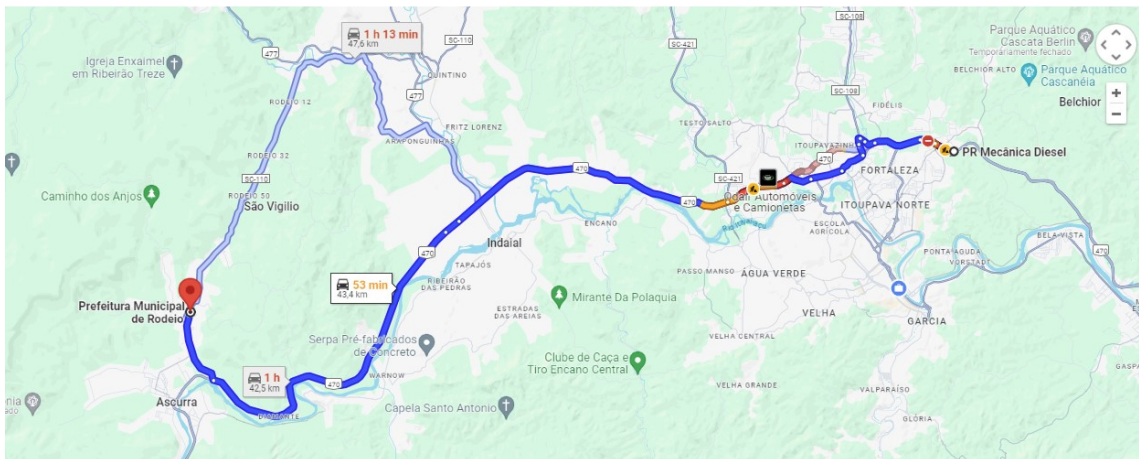 1 h 13 min
47,6 km
477
SC-110
QUINTINO
Igreja Enxaimel
em Ribeirão Treze
477
RODEIO 12
FRITZ LORENZ
ARAPONGUINHAS
RODEIO 32
SC-110
Caminho dos Anjos
RODEIO 50
São Vigilio
Prefeitura Municipal
de Rodeio
53 min
43,4 km
1 h
42,5 km
Ascurra
470
470
470
470
WARNOW
Serpa Pré-fabricados
de Concreto
Capela Santo Antonio
Indaial
TAPAJÓS
RIBEIRÃO
DAS PEDRAS
ESTRADAS
DAS AREIAS
ENCANO
Mirante Da Polaquia
Clube de Caça e
Tiro Encano Central
SC-421
TESTO SALTO
SC-421
SC-108
SC-108
ITOUPAVAZINHA
470
FIDÉLIS
Parque Aquático
Cascata Berlin
Temporariamente fechado
BELCHIOR ALTO
Parque Aquático
Cascanéia
Belchior
PR Mecânica Diesel
FORTALEZA
ITOUPAVA NORTE
Automóveis
e Camionetas
ESCOLA
AGRÍCOLA
PASSO MANSO
ÁGUA VERDE
VELHA
VELHA CENTRAL
VELHA GRANDE
PONTA AGUDA
VORSTADT
BELA VISTA
470
GARCIA
VALPARAÍSO
GLÓRIA
GASPA